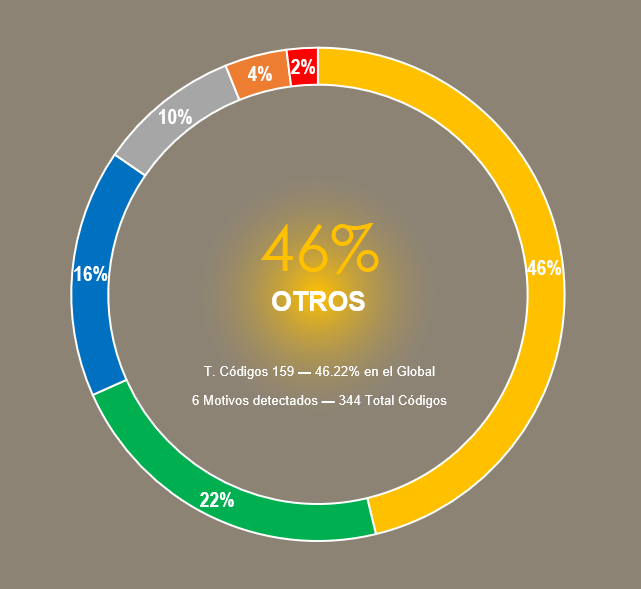 2%
4%
10%
46%
46%
16%
OTROS
T. Códigos 159 — 46.22% en el Global
6 Motivos detectados — 344 Total Códigos
22%